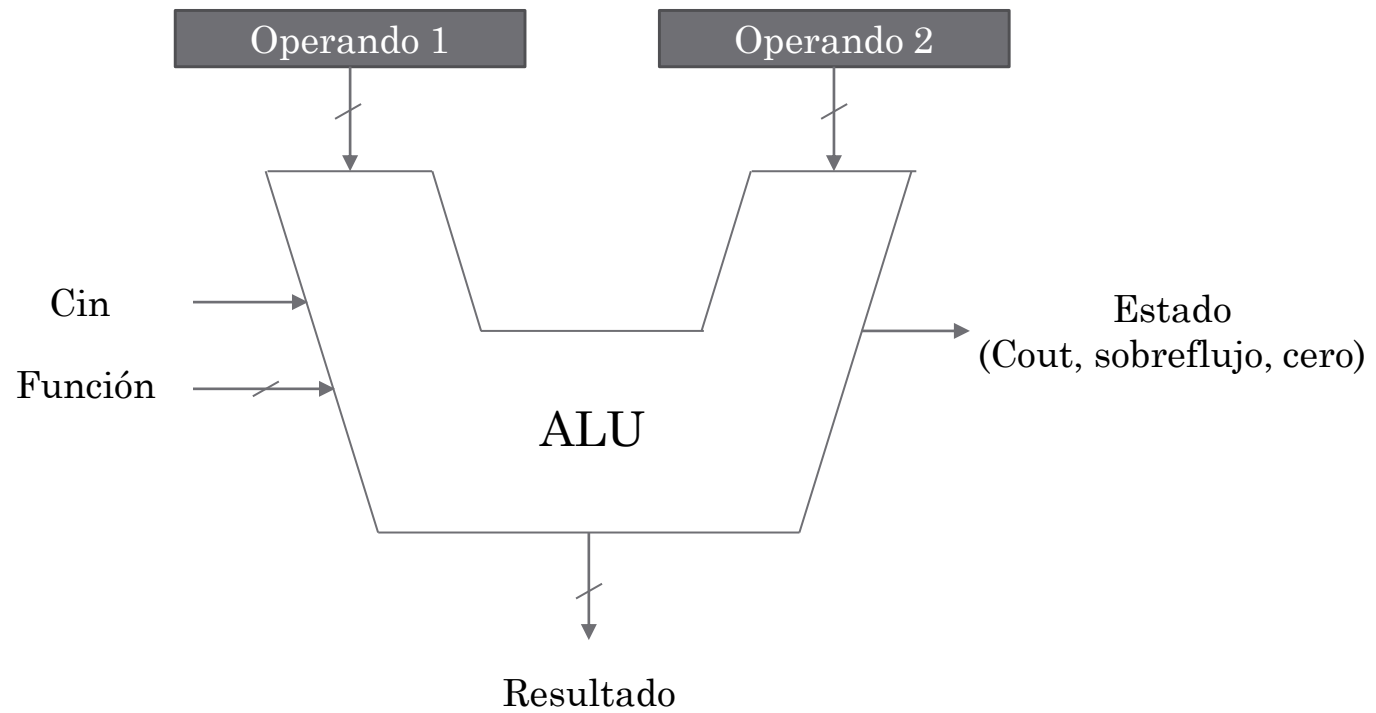 Operando 1
Operando 2
Cin
Función
ALU
Estado
(Cout, sobreflujo, cero)
Resultado